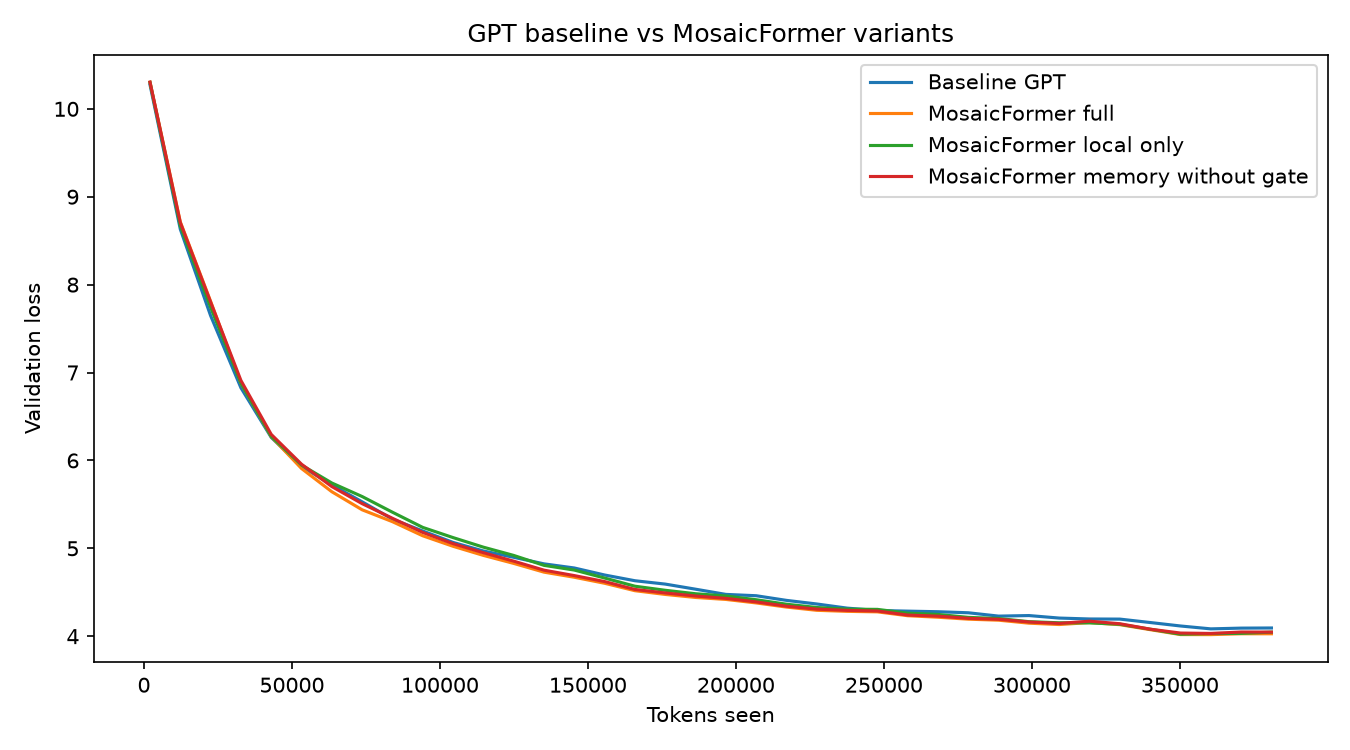 GPT baseline vs MosaicFormer variants
Baseline GPT
MosaicFormer full
MosaicFormer local only
MosaicFormer memory without gate
Validation loss
10
9
8
7
6
5
4
0 50000 100000 150000 200000 250000 300000 350000
Tokens seen